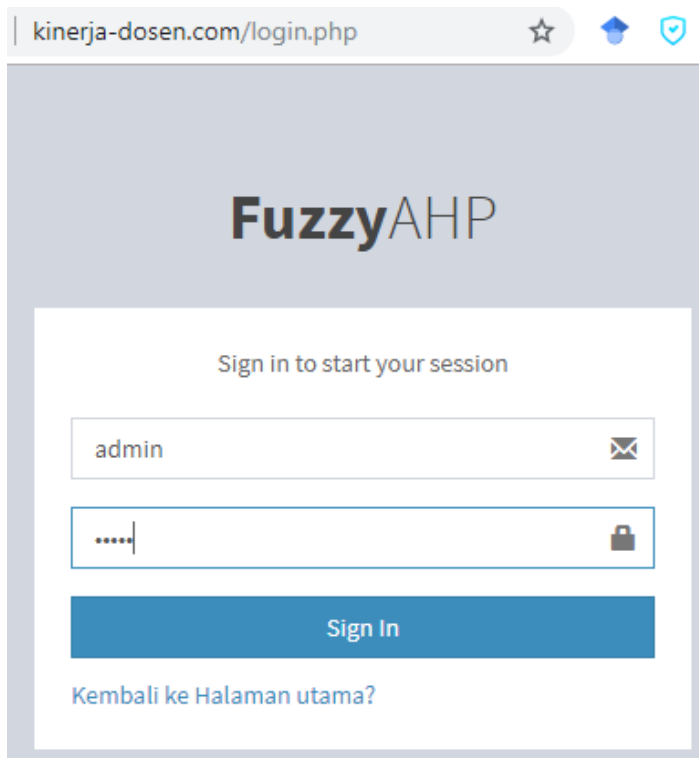 kinerja-dosen.com/login.php
FuzzyAHP
Sign in to start your session
admin
•••••
Sign In
Kembali ke Halaman utama?